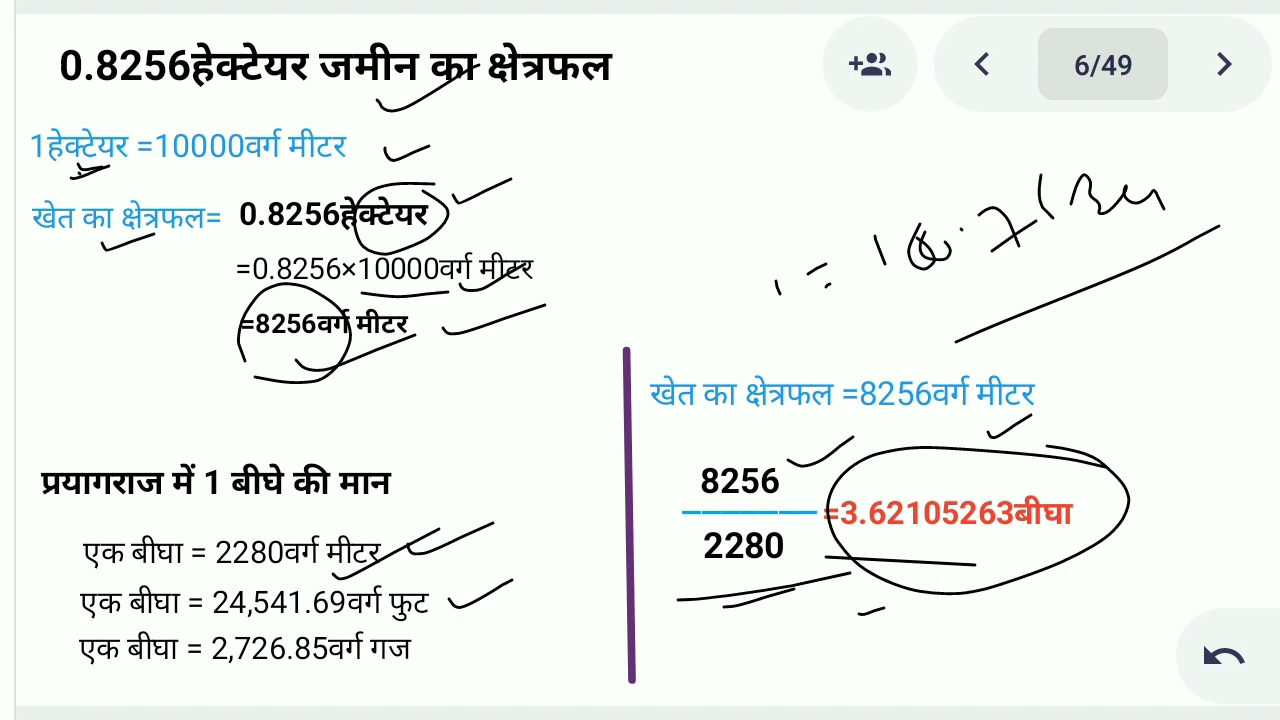 0.8256हेक्टेयर जमीन का क्षेत्रफल
6/49
1हेक्टेयर =10000वर्ग मीटर
खेत का क्षेत्रफल= 0.8256हेक्टेयर
=0.8256×10000वर्ग मीटर
=8256वर्ग मीटर
प्रयागराज में 1 बीघे की मान
एक बीघा = 2280वर्ग मीटर
एक बीघा = 24,541.69वर्ग फुट
एक बीघा = 2,726.85वर्ग गज
खेत का क्षेत्रफल =8256वर्ग मीटर
8256
=3.62105263बीघा
2280